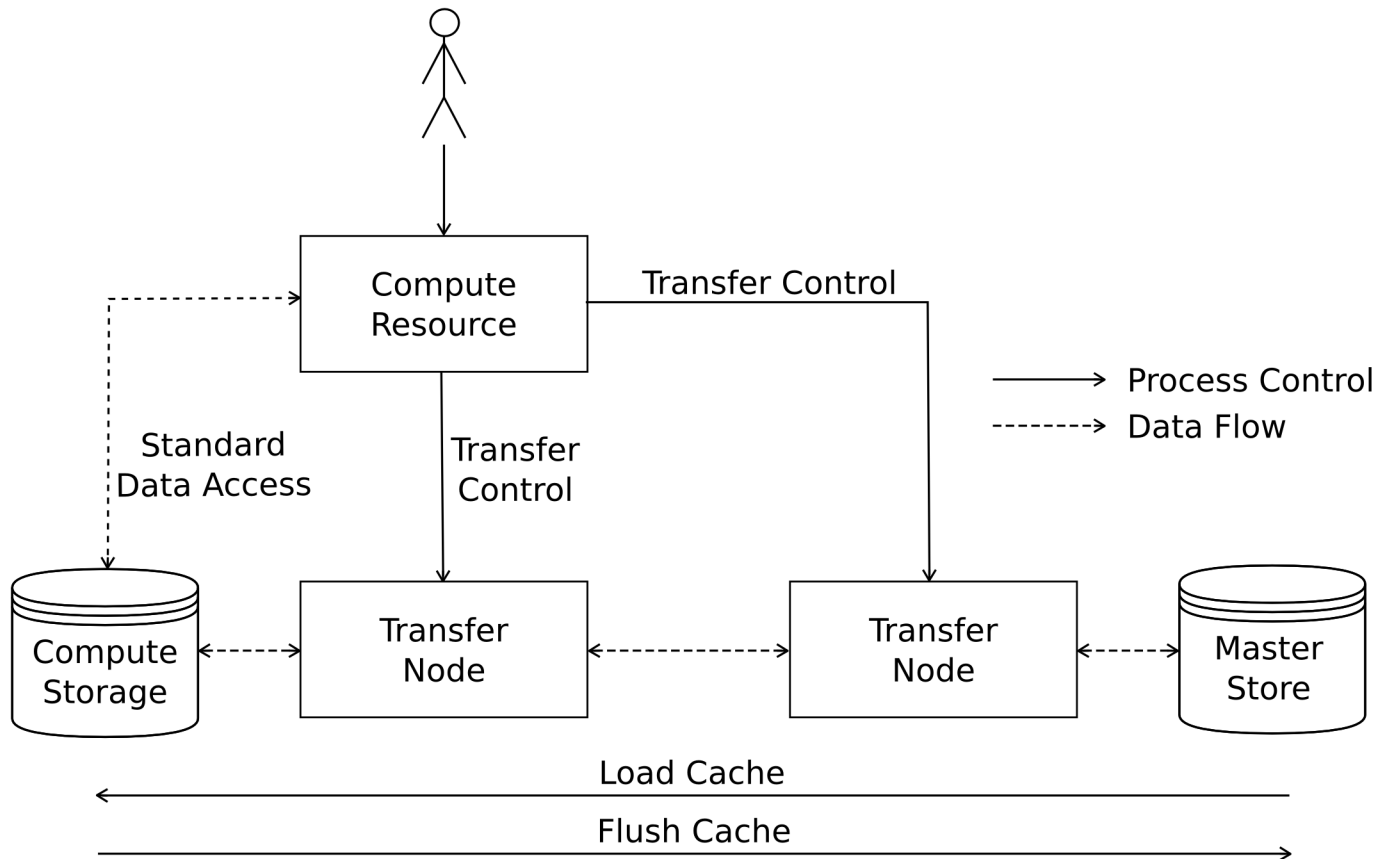 Compute
Resource
Transfer Control
Process Control
Data Flow
Standard
Data Access
Transfer
Control
Compute
Storage
Transfer
Node
Transfer
Node
Master
Store
Load Cache
Flush Cache